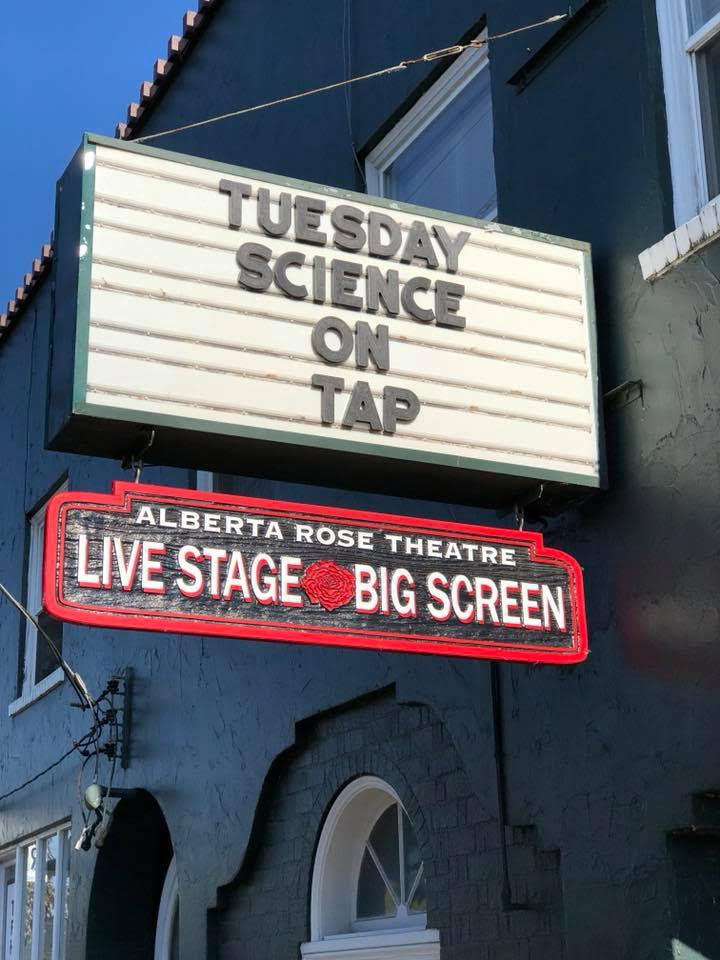 TUESDAY
SCIENCE
ON
TAP
ALBERTA ROSE THEATRE
LIVE STAGE BIG SCREEN